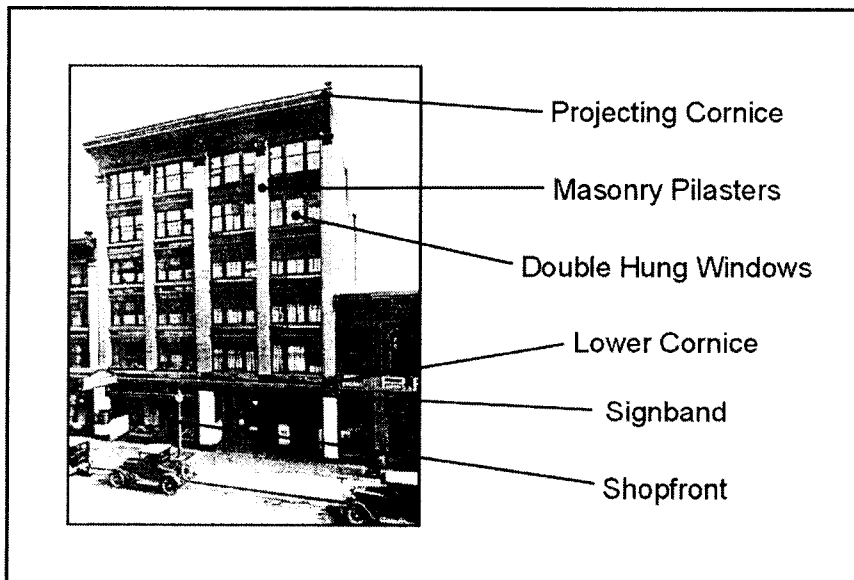 Projecting Cornice
Masonry Pilasters
Double Hung Windows
Lower Cornice
Signband
Shopfront